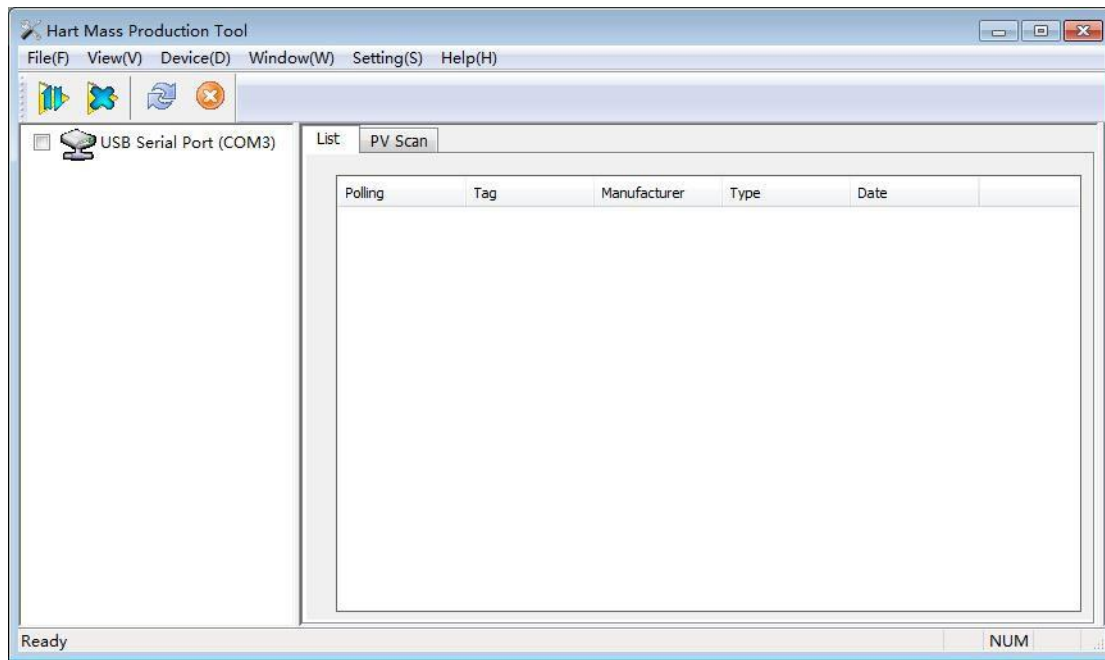 Hart Mass Production Tool
File(F) View(V) Device(D) Window(W) Setting(S) Help(H)
USB Serial Port (COM3)
List PV Scan
Polling Tag Manufacturer Type Date
Ready NUM